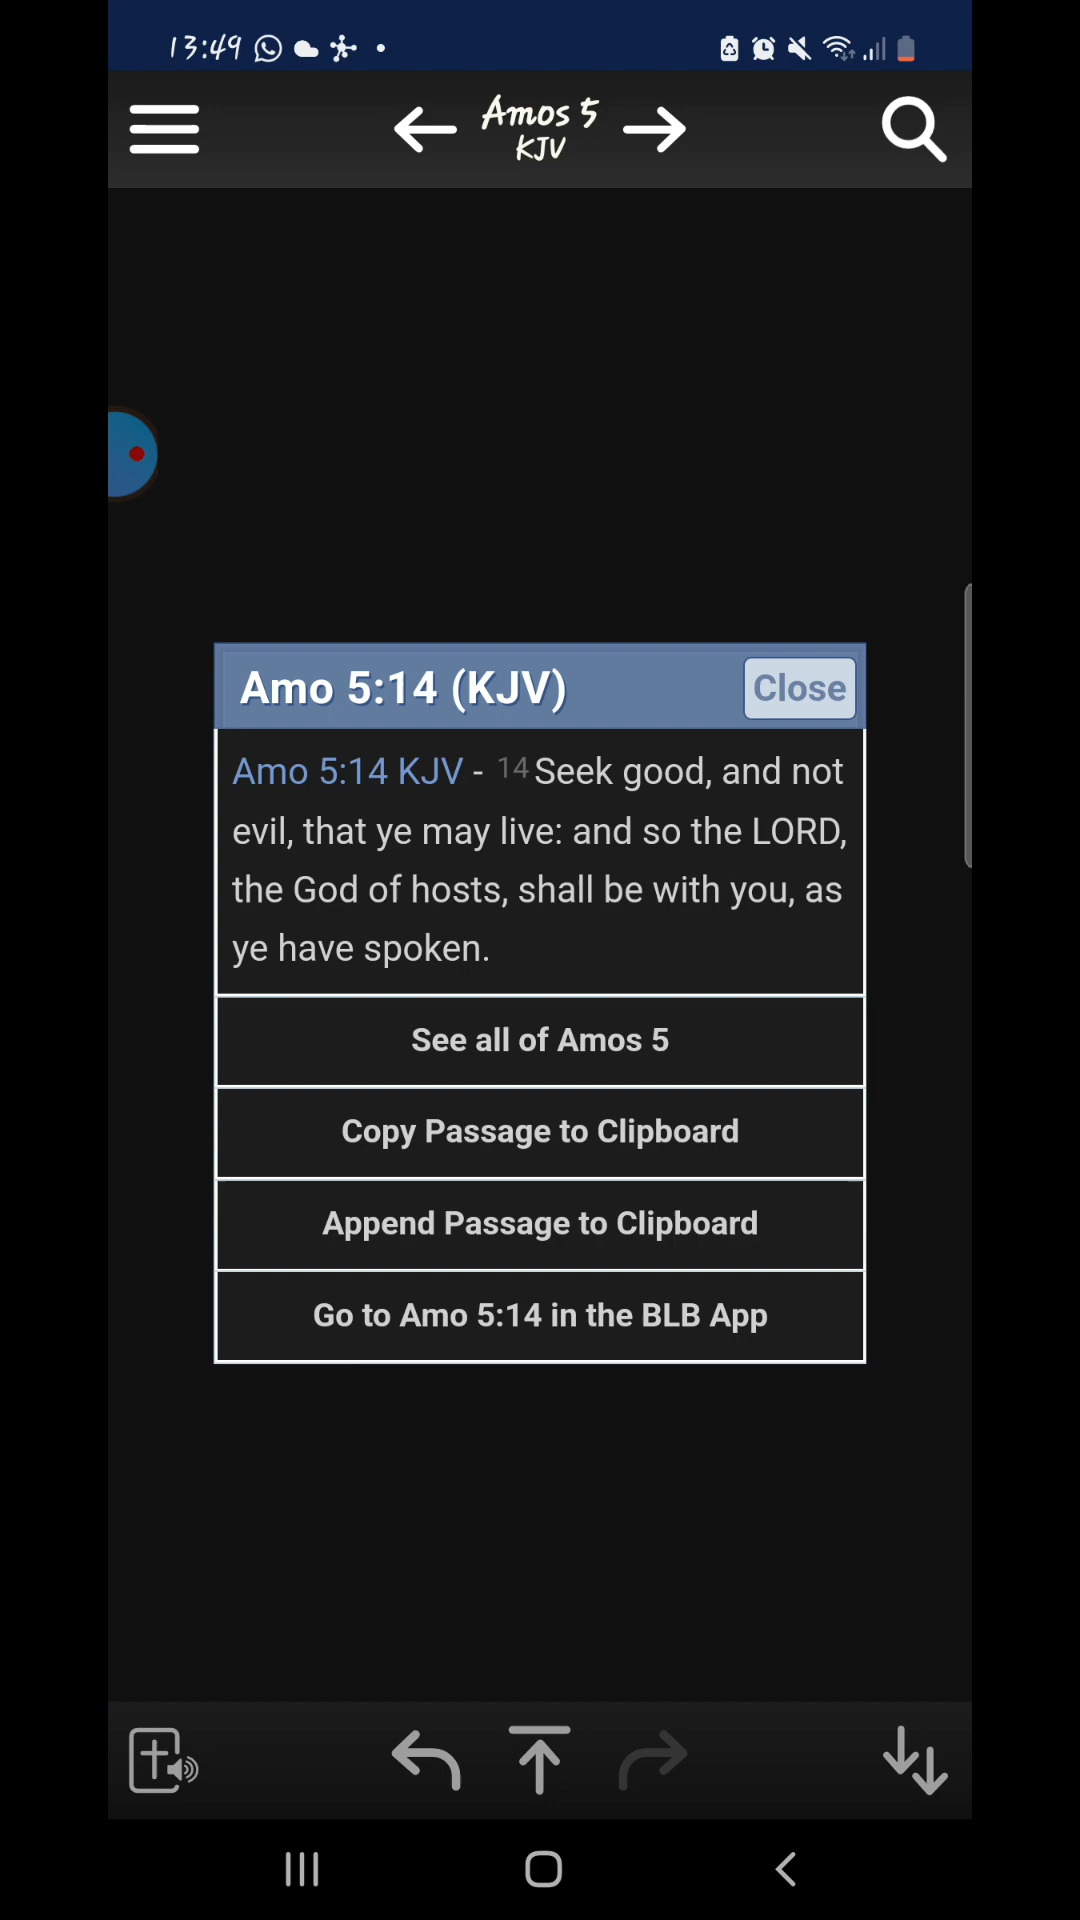 13:49
Amos 5
KJV
Amo 5:14 (KJV)
Close
Amo 5:14 KJV - 14 Seek good, and not
evil, that ye may live: and so the LORD,
the God of hosts, shall be with you, as
ye have spoken.
See all of Amos 5
Copy Passage to Clipboard
Append Passage to Clipboard
Go to Amo 5:14 in the BLB App